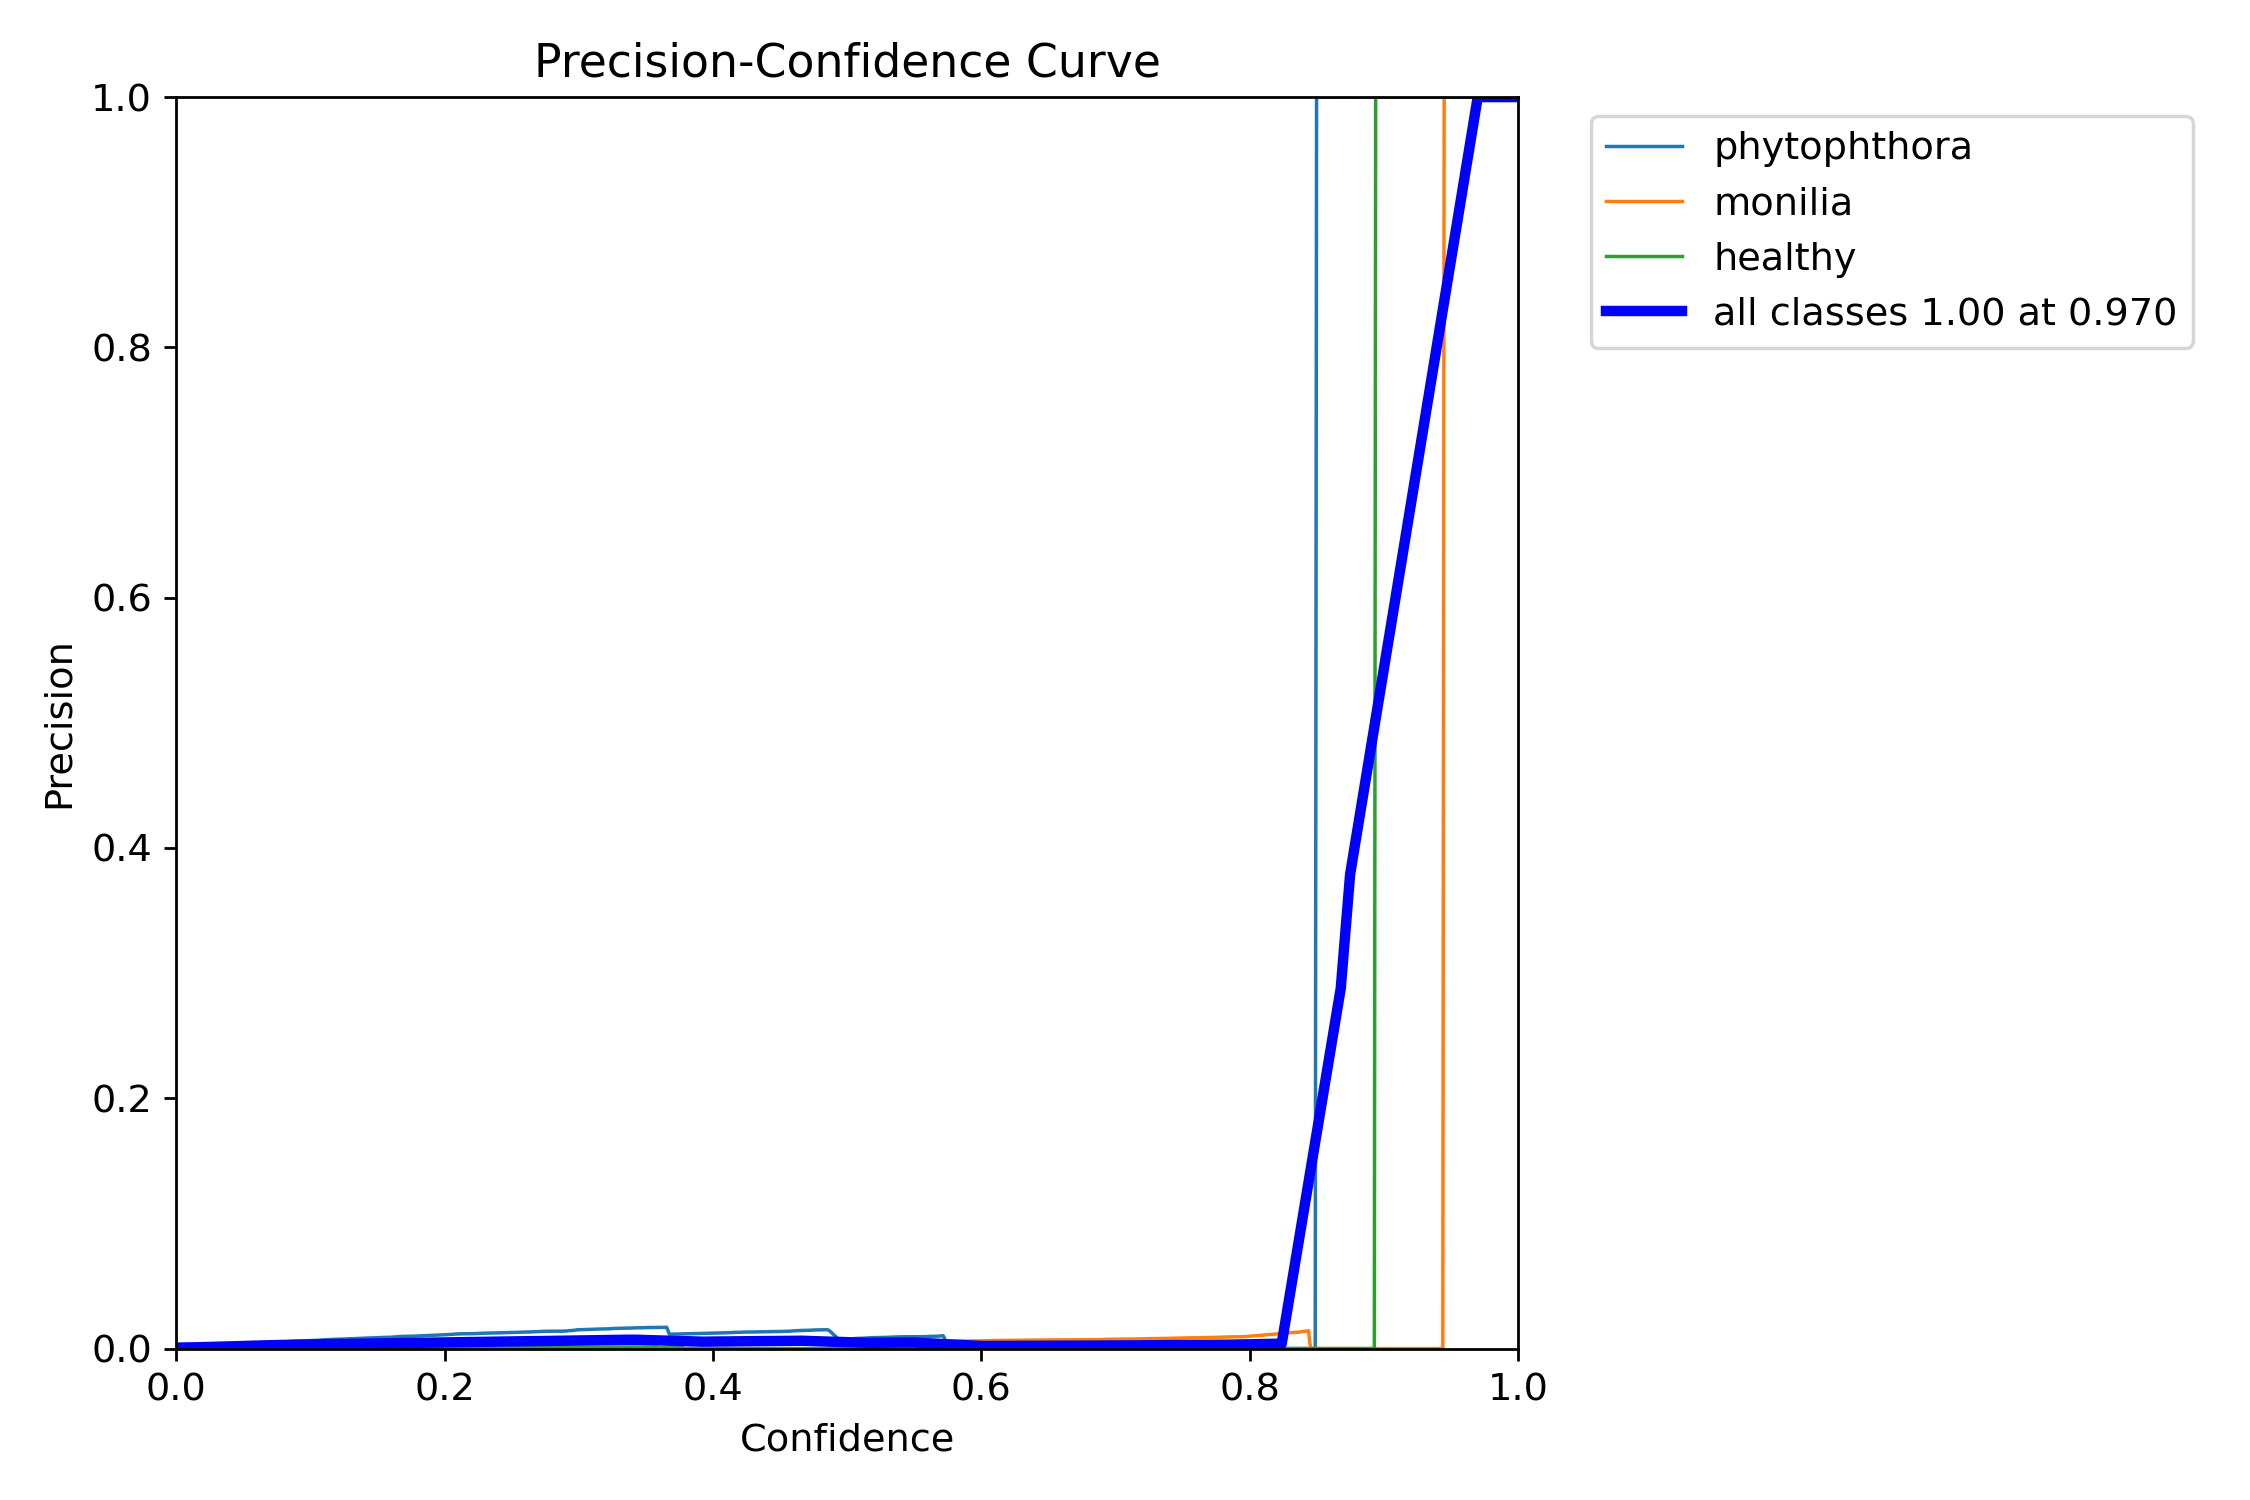 Precision-Confidence Curve
1.0
0.8
0.6
0.4
0.2
0.0
Precision
0.0 0.2 0.4 0.6 0.8 1.0
Confidence
phytophthora
monilia
healthy
all classes 1.00 at 0.970